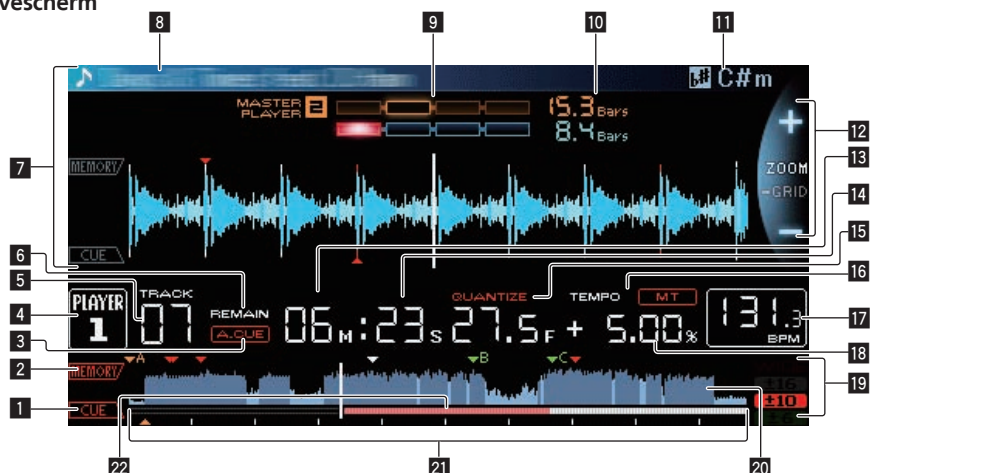 vescherm
8 9 10 11
C#m
MASTER PLAYER 2 15.3 Bars
8.4 Bars
7 12
+
13
MEMORY ZOOM
14
-GRID
15
CUE −
6 16
5 TRACK QUANTIZE TEMPO MT
4 PLAYER 1 07 REMAIN 06 M : 23 S 27.5 F + 5.00 % 131.3 BPM 17
3 A.CUE 18
A B C
2 MEMORY 19
±16
1 CUE ±10
±6
22 21 20